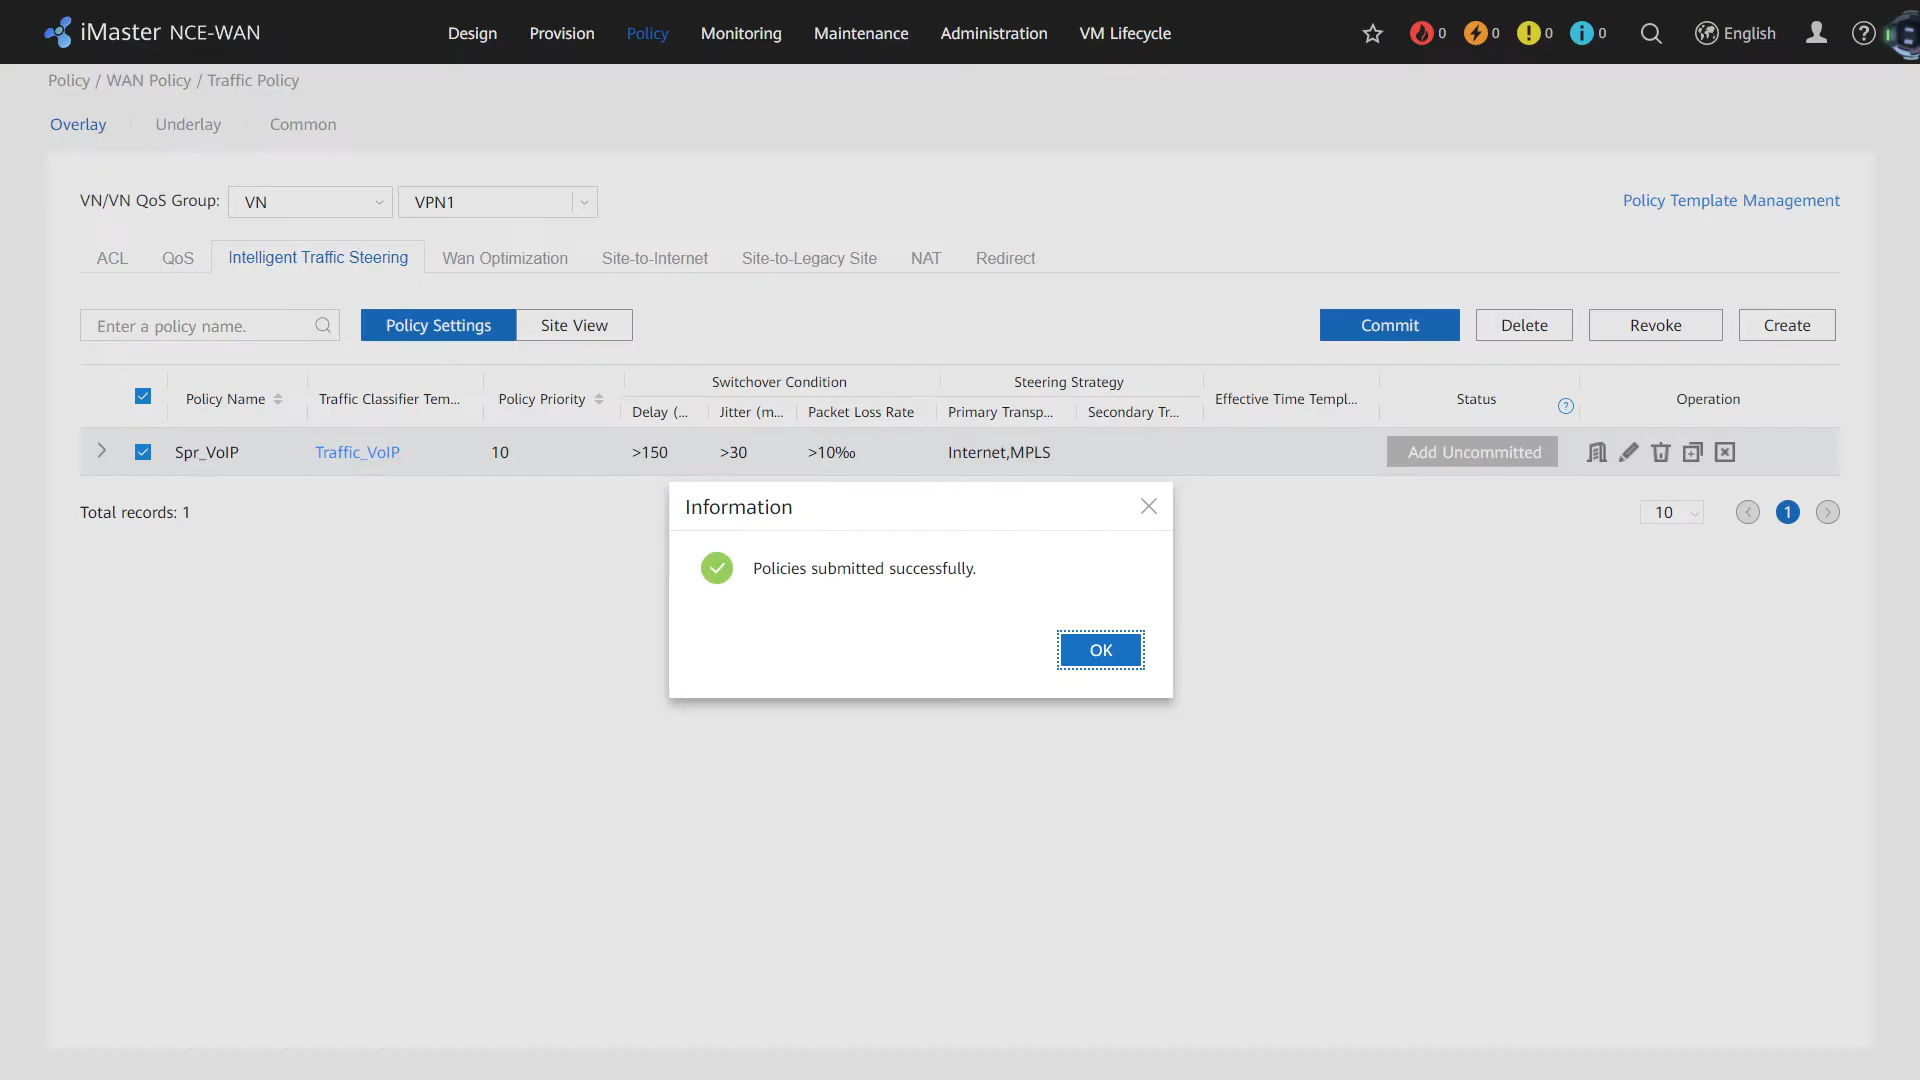 iMaster NCE-WAN
Design Provision Policy Monitoring Maintenance Administration VM Lifecycle
0 0 0 0 English
Policy / WAN Policy / Traffic Policy
Overlay Underlay Common
VN/VN QoS Group: VN VPN1 Policy Template Management
ACL QoS Intelligent Traffic Steering Wan Optimization Site-to-Internet Site-to-Legacy Site NAT Redirect
Enter a policy name. Policy Settings Site View Commit Delete Revoke Create
Switchover Condition Steering Strategy
Policy Name Traffic Classifier Tem... Policy Priority Effective Time Templ... Status Operation
Delay (... Jitter (m... Packet Loss Rate Primary Transp... Secondary Tr...
Spr_VoIP Traffic_VoIP 10 >150 >30 >10‰ Internet,MPLS Add Uncommitted
Total records: 1 10 1
Information
Policies submitted successfully.
OK